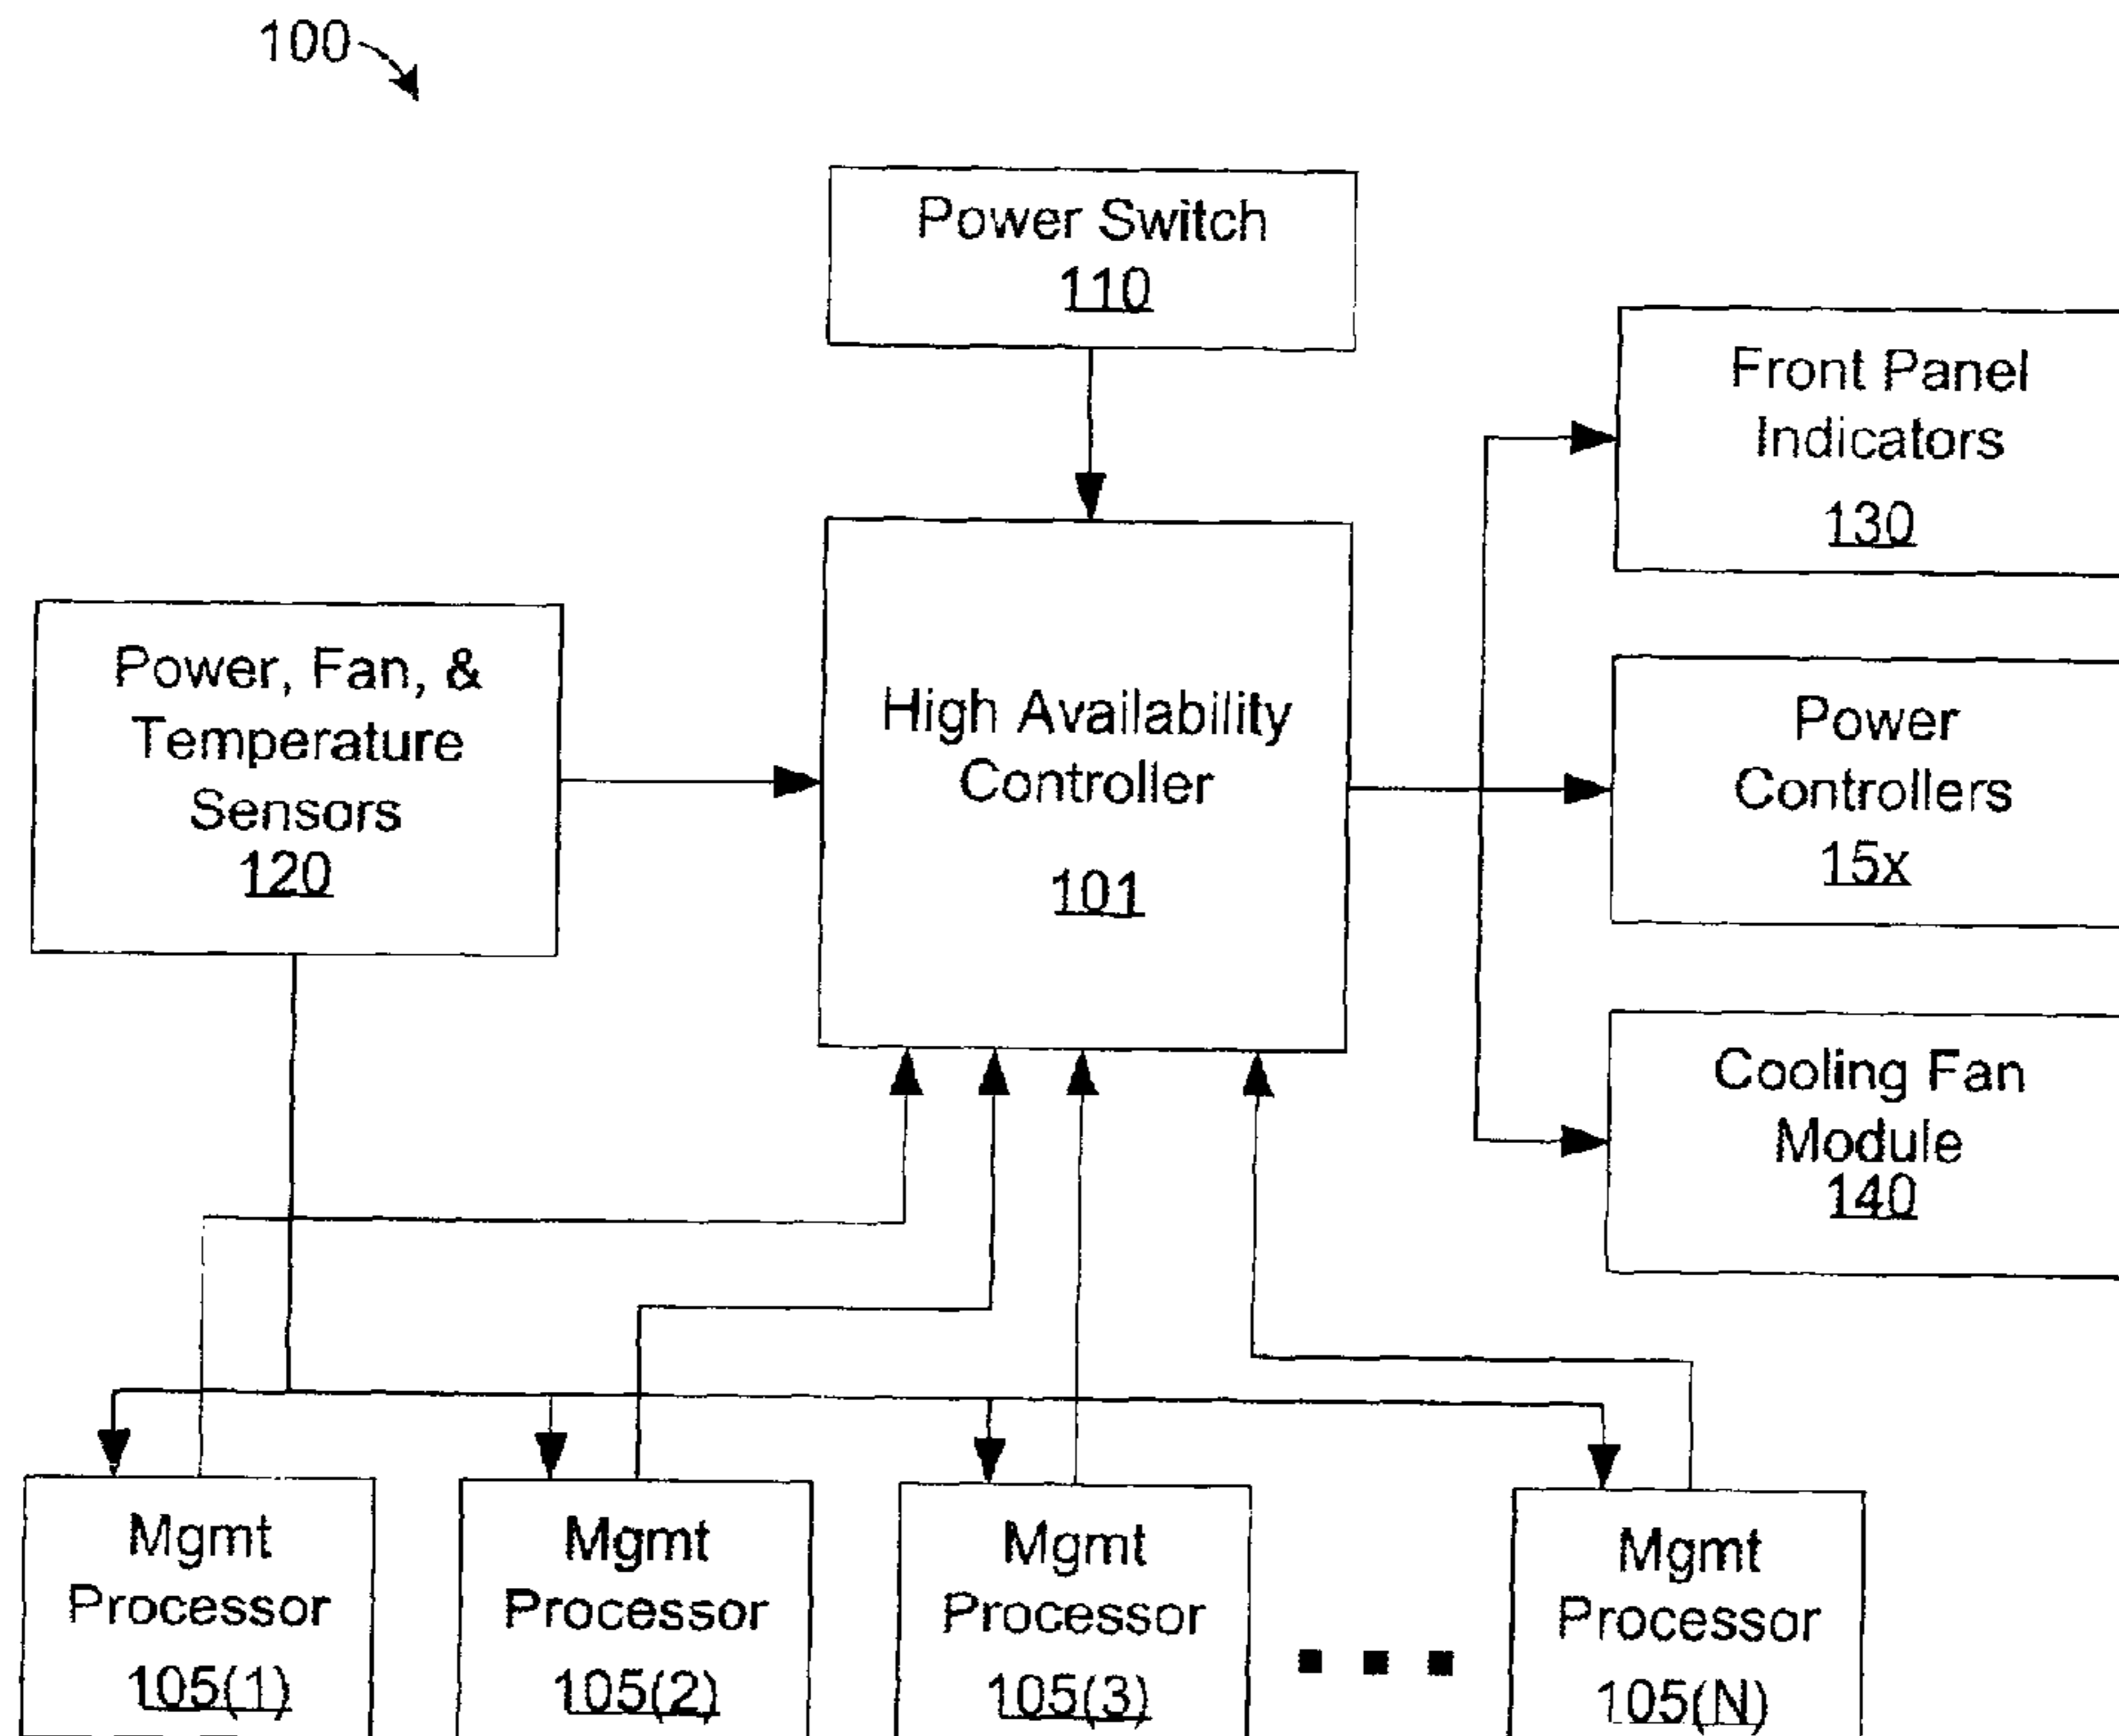 100
Power Switch
110
Front Panel
Indicators
130
Power, Fan, &
Temperature
Sensors
120
High Availability
Controller
101
Power
Controllers
15x
Cooling Fan
Module
140
Mgmt
Processor
105(1)
Mgmt
Processor
105(2)
Mgmt
Processor
105(3)
Mgmt
Processor
105(N)